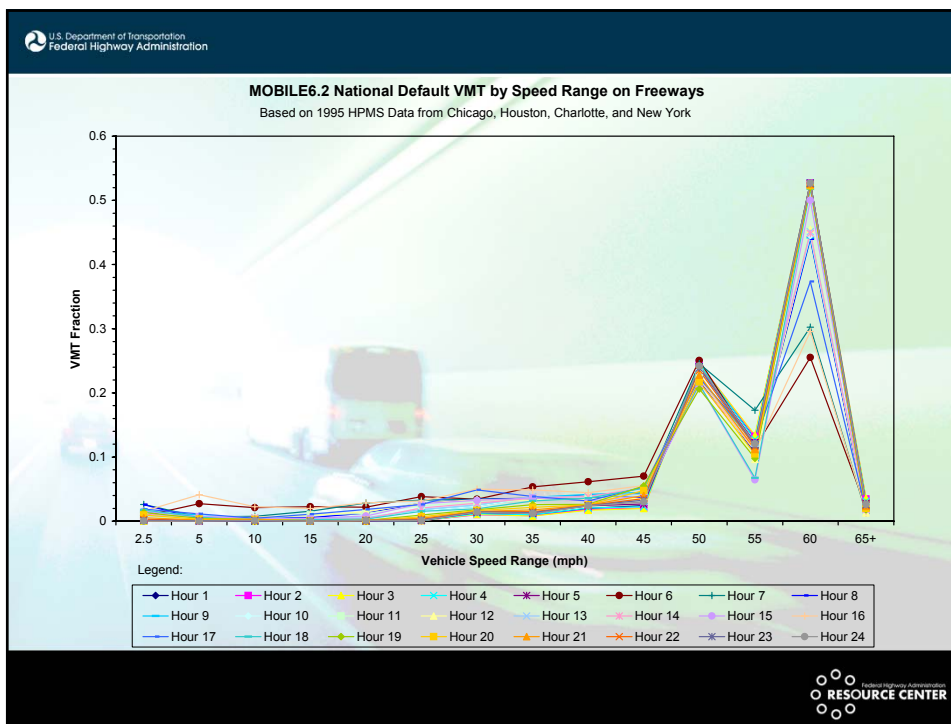 U.S. Department of Transportation
Federal Highway Administration
MOBILE6.2 National Default VMT by Speed Range on Freeways
Based on 1995 HPMS Data from Chicago, Houston, Charlotte, and New York
0.6
0.5
0.4
0.3
0.2
0.1
0
VMT Fraction
2.5 5 10 15 20 25 30 35 40 45 50 55 60 65+
Vehicle Speed Range (mph)
Legend:
Hour 1 Hour 2 Hour 3 Hour 4 Hour 5 Hour 6 Hour 7 Hour 8
Hour 9 Hour 10 Hour 11 Hour 12 Hour 13 Hour 14 Hour 15 Hour 16
Hour 17 Hour 18 Hour 19 Hour 20 Hour 21 Hour 22 Hour 23 Hour 24
Federal Highway Administration
RESOURCE CENTER